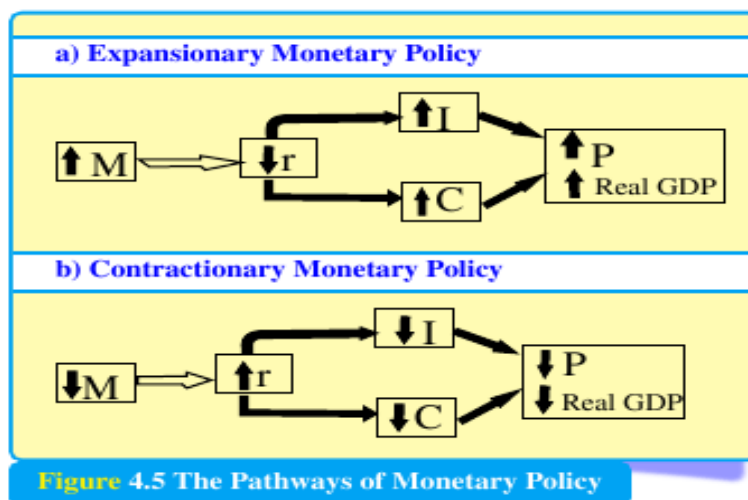 a) Expansionary Monetary Policy
↑I
↑M
↓r
↑P
↑ Real GDP
↑C
b) Contractionary Monetary Policy
↓I
↓M
↑r
↓P
↓ Real GDP
↓C
Figure 4.5 The Pathways of Monetary Policy